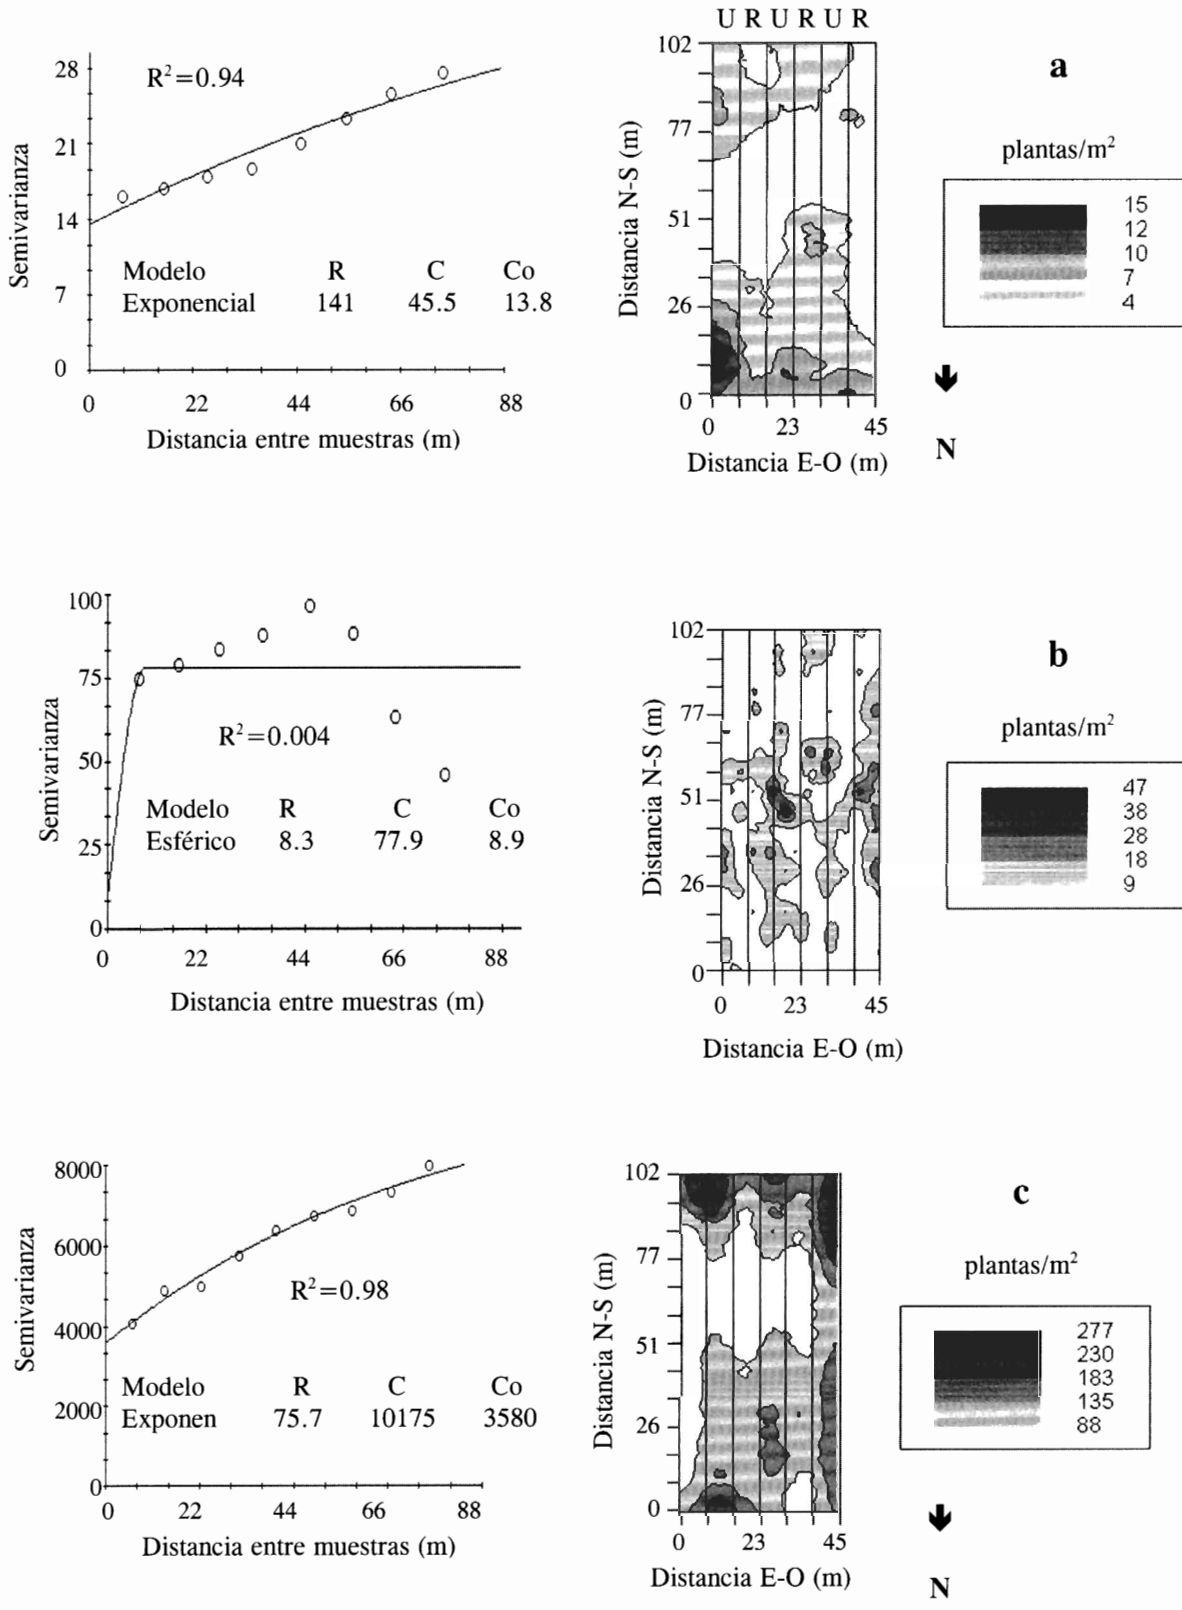 U R U R U R
a
R²=0.94
28
21
14
7
0
Semivarianza
Modelo R C Co
Exponencial 141 45.5 13.8
0 22 44 66 88
Distancia entre muestras (m)
102
77
51
26
0
Distancia N-S (m)
0 23 45
Distancia E-O (m)
plantas/m²
15
12
10
7
4
N
b
100
75
50
25
0
Semivarianza
R²=0.004
Modelo R C Co
Esférico 8.3 77.9 8.9
0 22 44 66 88
Distancia entre muestras (m)
102
77
51
26
0
Distancia N-S (m)
0 23 45
Distancia E-O (m)
plantas/m²
47
38
28
18
9
c
8000
6000
4000
2000
0
Semivarianza
R²=0.98
Modelo R C Co
Exponen 75.7 10175 3580
0 22 44 66 88
Distancia entre muestras (m)
102
77
51
26
0
Distancia N-S (m)
0 23 45
Distancia E-O (m)
plantas/m²
277
230
183
135
88
N